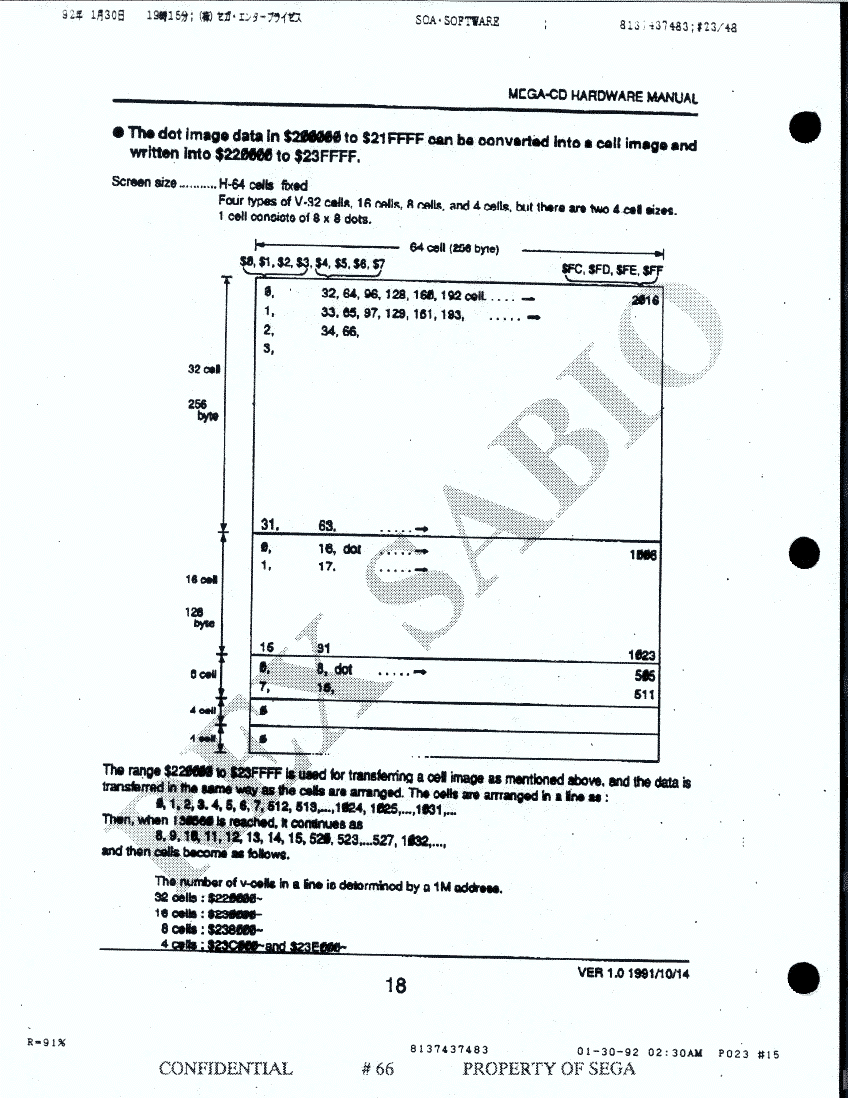 92年 1月30日 19時15分; (株) セガ・エンタープライゼス SOA・SOFTWARE ; 8137437483;#23/48
MEGA-CD HARDWARE MANUAL
● The dot image data in $200000 to $21FFFF can be converted into a cell image and
written into $220000 to $23FFFF.
Screen size ........... H-64 cells fixed
Four types of V-32 cells, 16 cells, 8 cells, and 4 cells, but there are two 4 cell sizes.
1 cell consists of 8 x 8 dots.
64 cell (256 byte)
$0, $1, $2, $3, $4, $5, $6, $7 $FC, $FD, $FE, $FF
0, 32, 64, 96, 128, 160, 192 cell..... → 2016
1, 33, 65, 97, 129, 161, 193, ..... →
2, 34, 66,
3,
32 cell
256
byte
31, 63, ..... →
0, 16, dot ..... →
1, 17. ..... →
16 cell
128
byte
15 31 1023
0, 8, dot ..... →
8 cell
7, 511
4 cell 0
4 cell 0
The range $220000 to $23FFFF is used for transferring a cell image as mentioned above, and the data is
transferred in the same way as the cells are arranged. The cells are arrranged in a line as :
0, 1, 2, 3, 4, 5, 6, 7, 512, 513,...,1024, 1025,...,1031,...
Then, when is reached, it continues as
8, 9, 10, 11, 12, 13, 14, 15, 520, 523,...527, 1032,...,
and then cells become as follows.
The number of v-cells in a line is determined by a 1M address.
32 cells : $220000~
16 cells : $230000~
8 cells : $238000~
4 cells : $23C000~and $23E000~
VER 1.0 1991/10/14
18
R=91%
8137437483 01-30-92 02:30AM P023 #15
CONFIDENTIAL # 66 PROPERTY OF SEGA